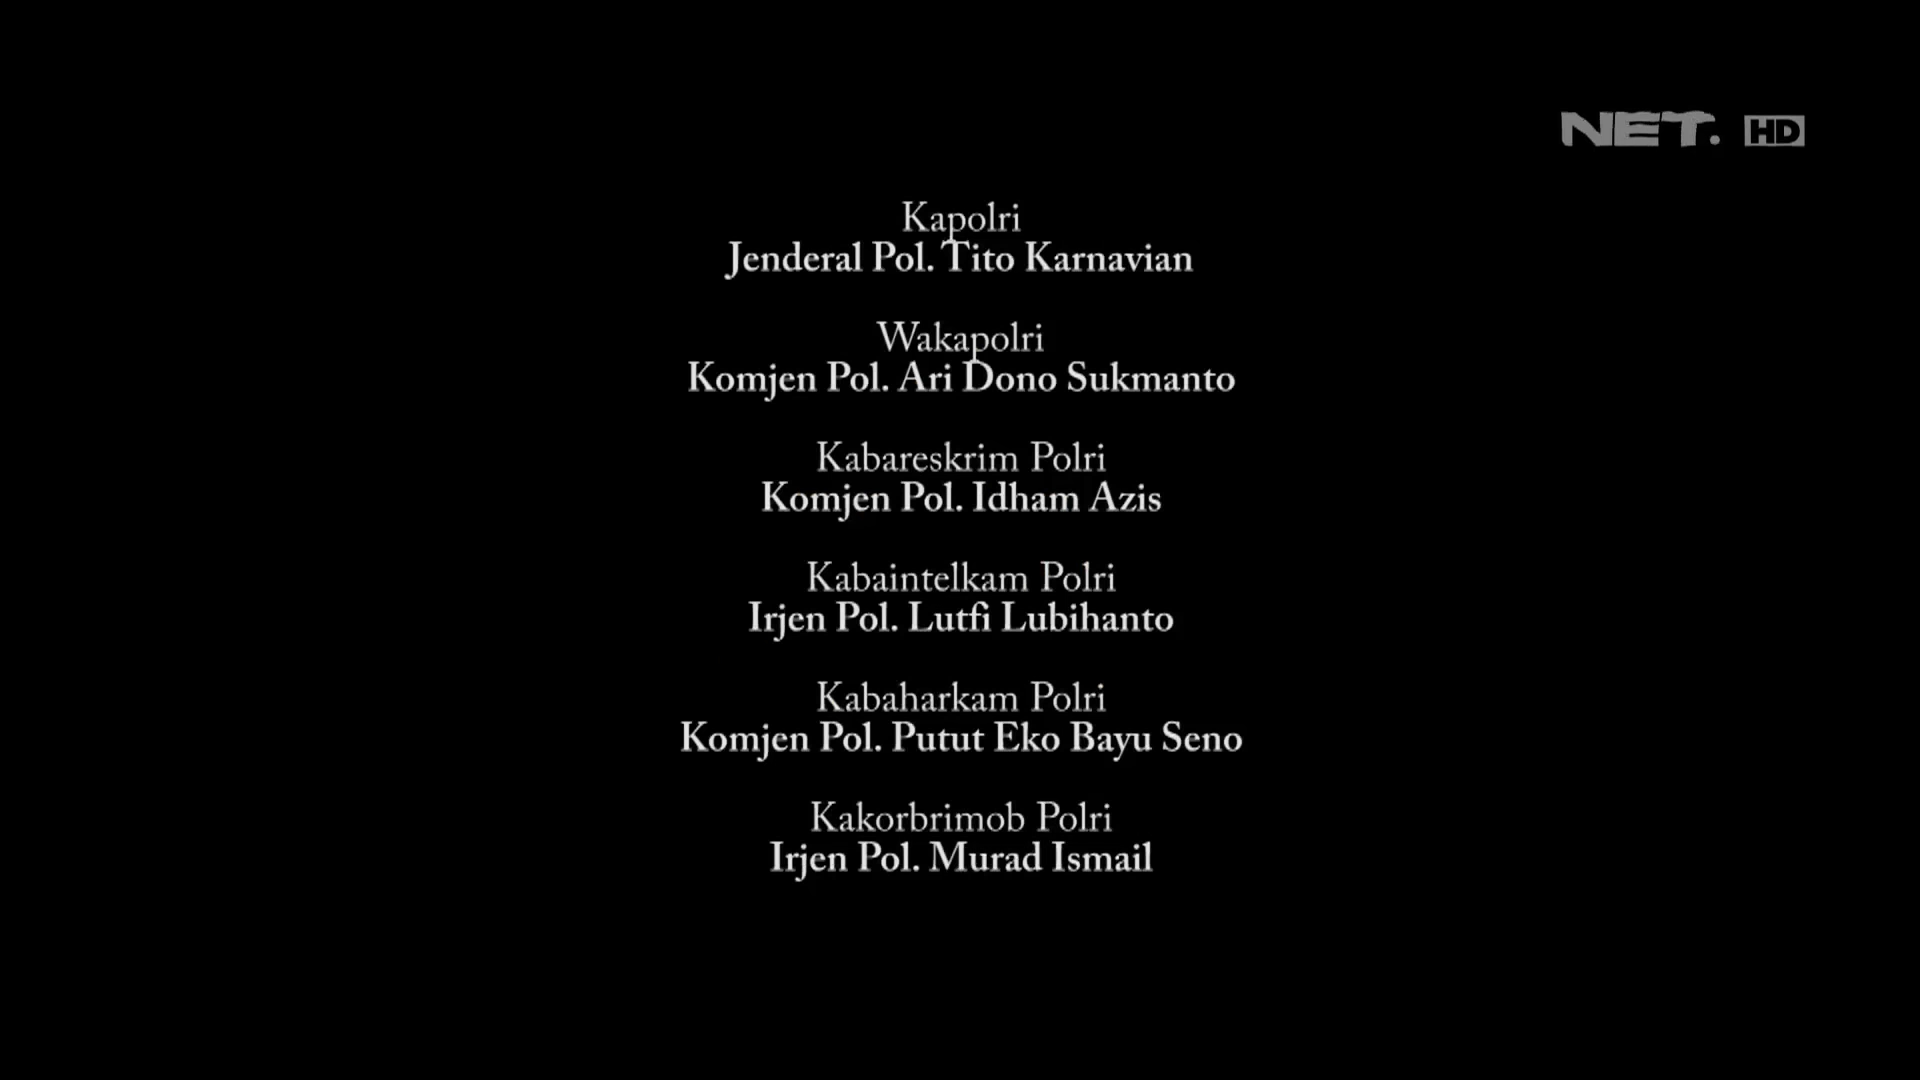 NET. HD
Kapolri
Jenderal Pol. Tito Karnavian
Wakapolri
Komjen Pol. Ari Dono Sukmanto
Kabareskrim Polri
Komjen Pol. Idham Azis
Kabaintelkam Polri
Irjen Pol. Lutfi Lubihanto
Kabaharkam Polri
Komjen Pol. Putut Eko Bayu Seno
Kakorbrimob Polri
Irjen Pol. Murad Ismail